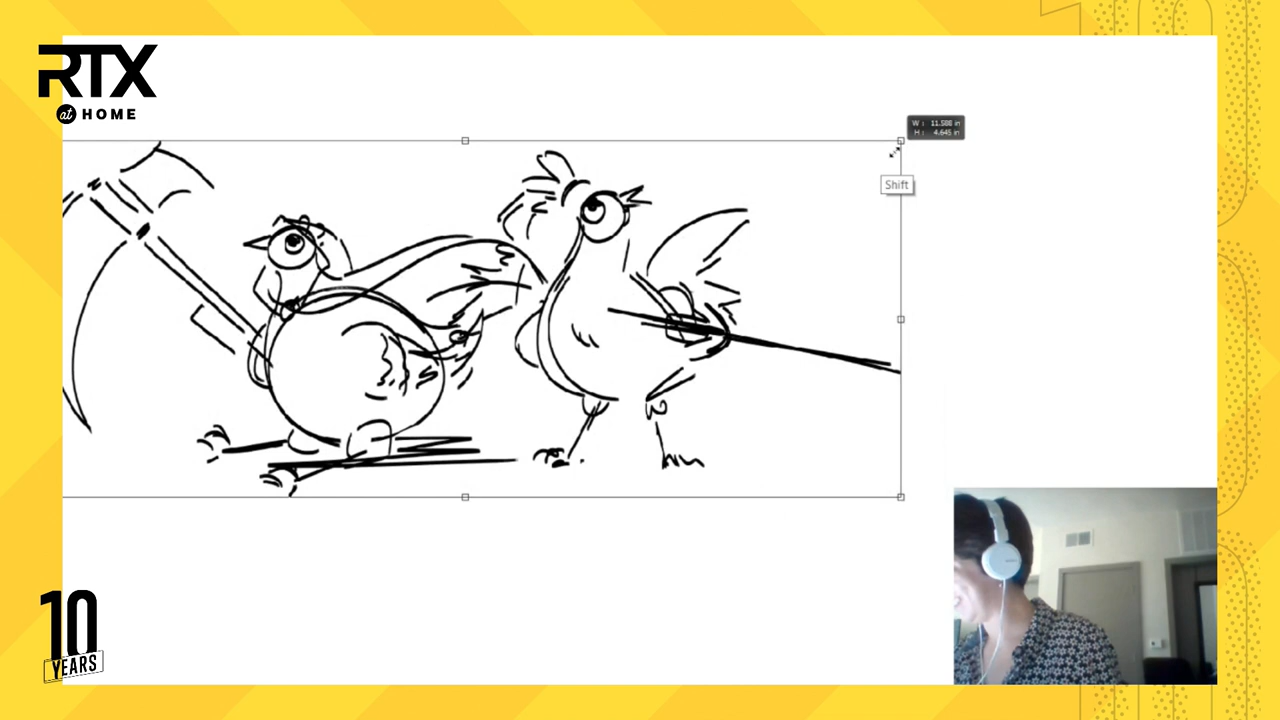 RTX
at HOME
W : 11.586 in
H : 4.645 in
Shift
10
YEARS